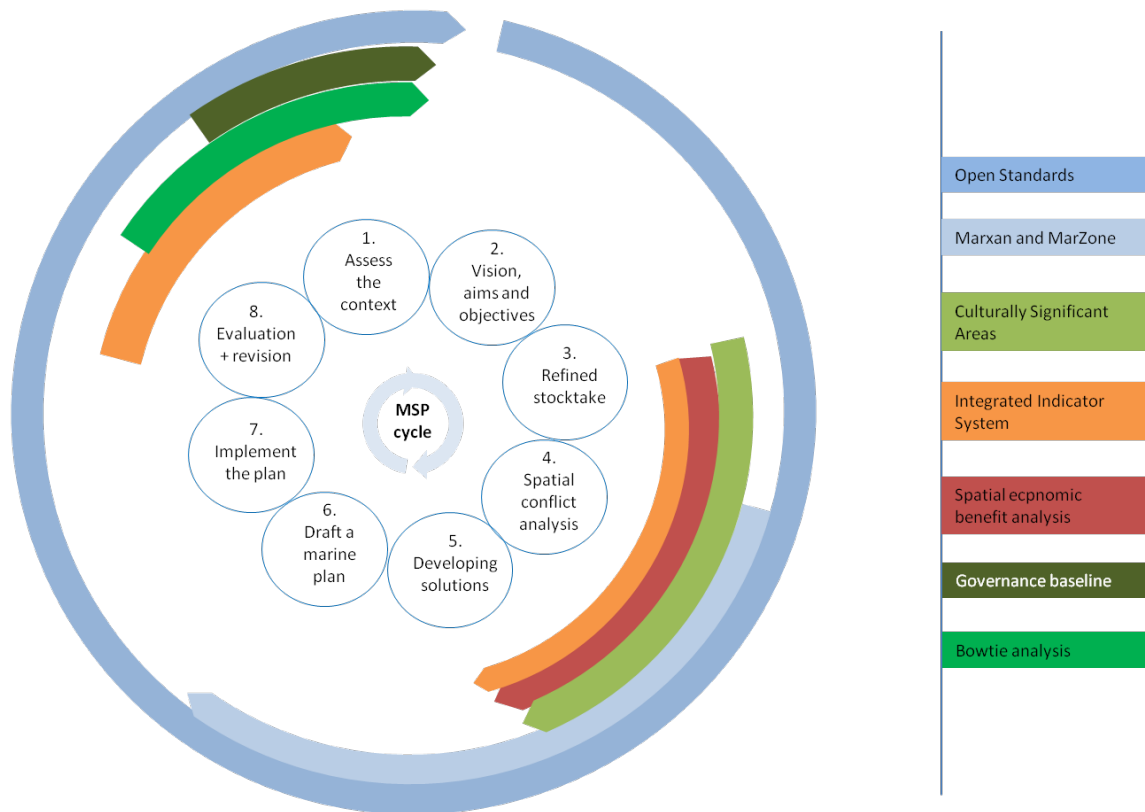 1.
Assess
the
context
2.
Vision,
aims and
objectives
3.
Refined
stocktake
4.
Spatial
conflict
analysis
5.
Developing
solutions
6.
Draft a
marine
plan
7.
Implement
the plan
8.
Evaluation
+ revision
MSP
cycle
Open Standards
Marxan and MarZone
Culturally Significant
Areas
Integrated Indicator
System
Spatial ecpnomic
benefit analysis
Governance baseline
Bowtie analysis